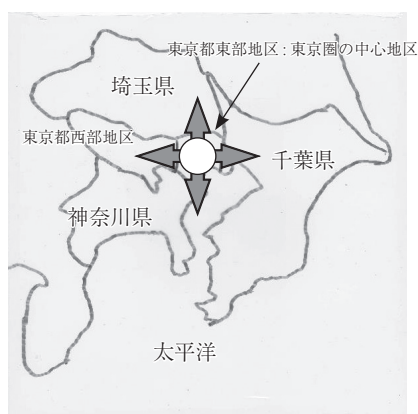 東京都東部地区:東京圏の中心地区
埼玉県
東京都西部地区
千葉県
神奈川県
太平洋